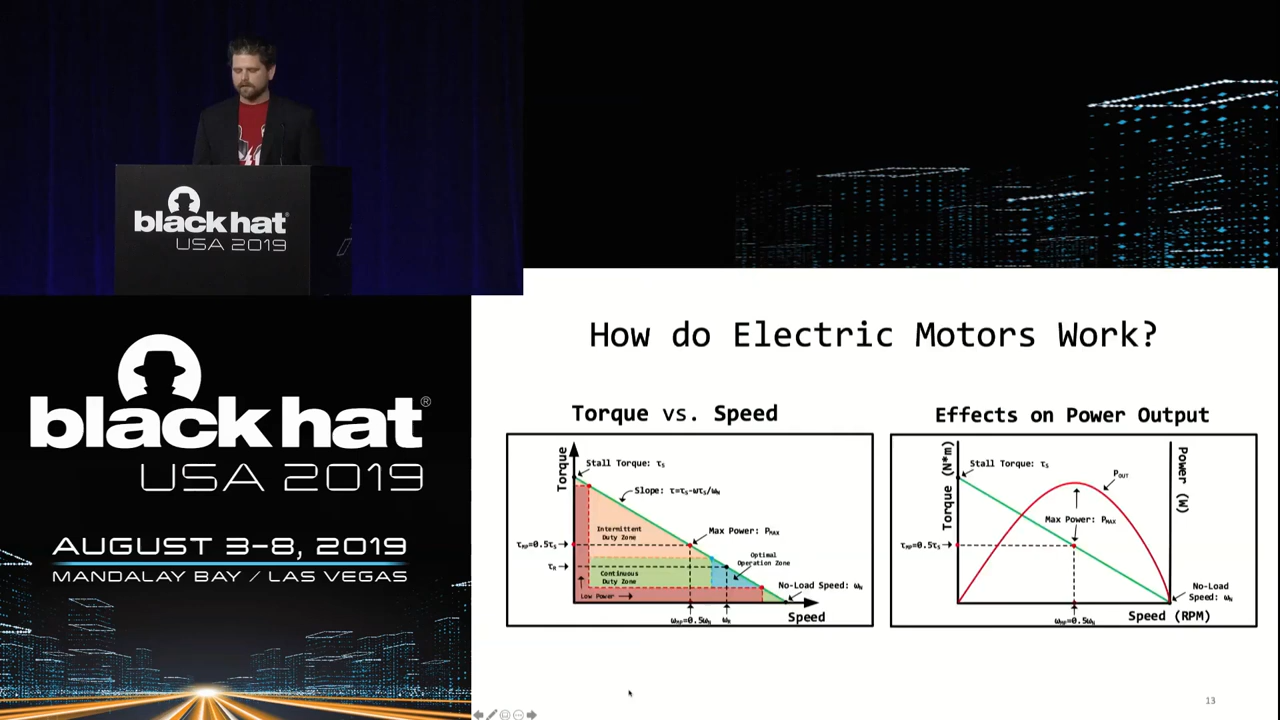 black hat
USA 2019
black hat®
USA 2019
AUGUST 3–8, 2019
MANDALAY BAY / LAS VEGAS
How do Electric Motors Work?
Torque vs. Speed
Torque
Stall Torque: τS
Slope: τ=τS-ωτS/ωN
Intermittent
Duty Zone
Max Power: PMAX
τMP=0.5τS
τR
Continuous
Duty Zone
Optimal
Operation Zone
No-Load Speed: ωN
Low Power
ωMP=0.5ωN
ωR
Speed
Effects on Power Output
Torque (N*m)
Stall Torque: τS
POUT
Power (W)
Max Power: PMAX
τMP=0.5τS
No-Load
Speed: ωN
ωMP=0.5ωN
Speed (RPM)
13